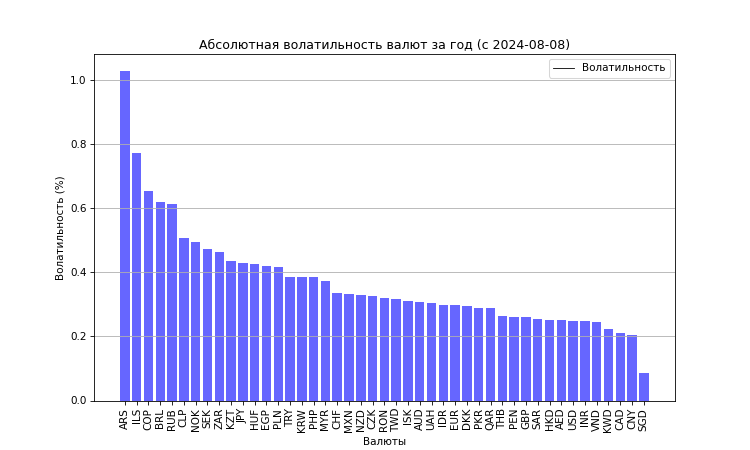 Абсолютная волатильность валют за год (с 2024-08-08)
Волатильность
Волатильность (%)
1.0
0.8
0.6
0.4
0.2
0.0
ARS ILS COP BRL RUB CLP NOK SEK ZAR KZT JPY HUF EGP PLN TRY KRW PHP MYR CHF MXN NZD CZK RON TWD ISK AUD UAH IDR EUR DKK PKR QAR THB PEN GBP SAR HKD AED USD INR VND KWD CAD CNY SGD
Валюты